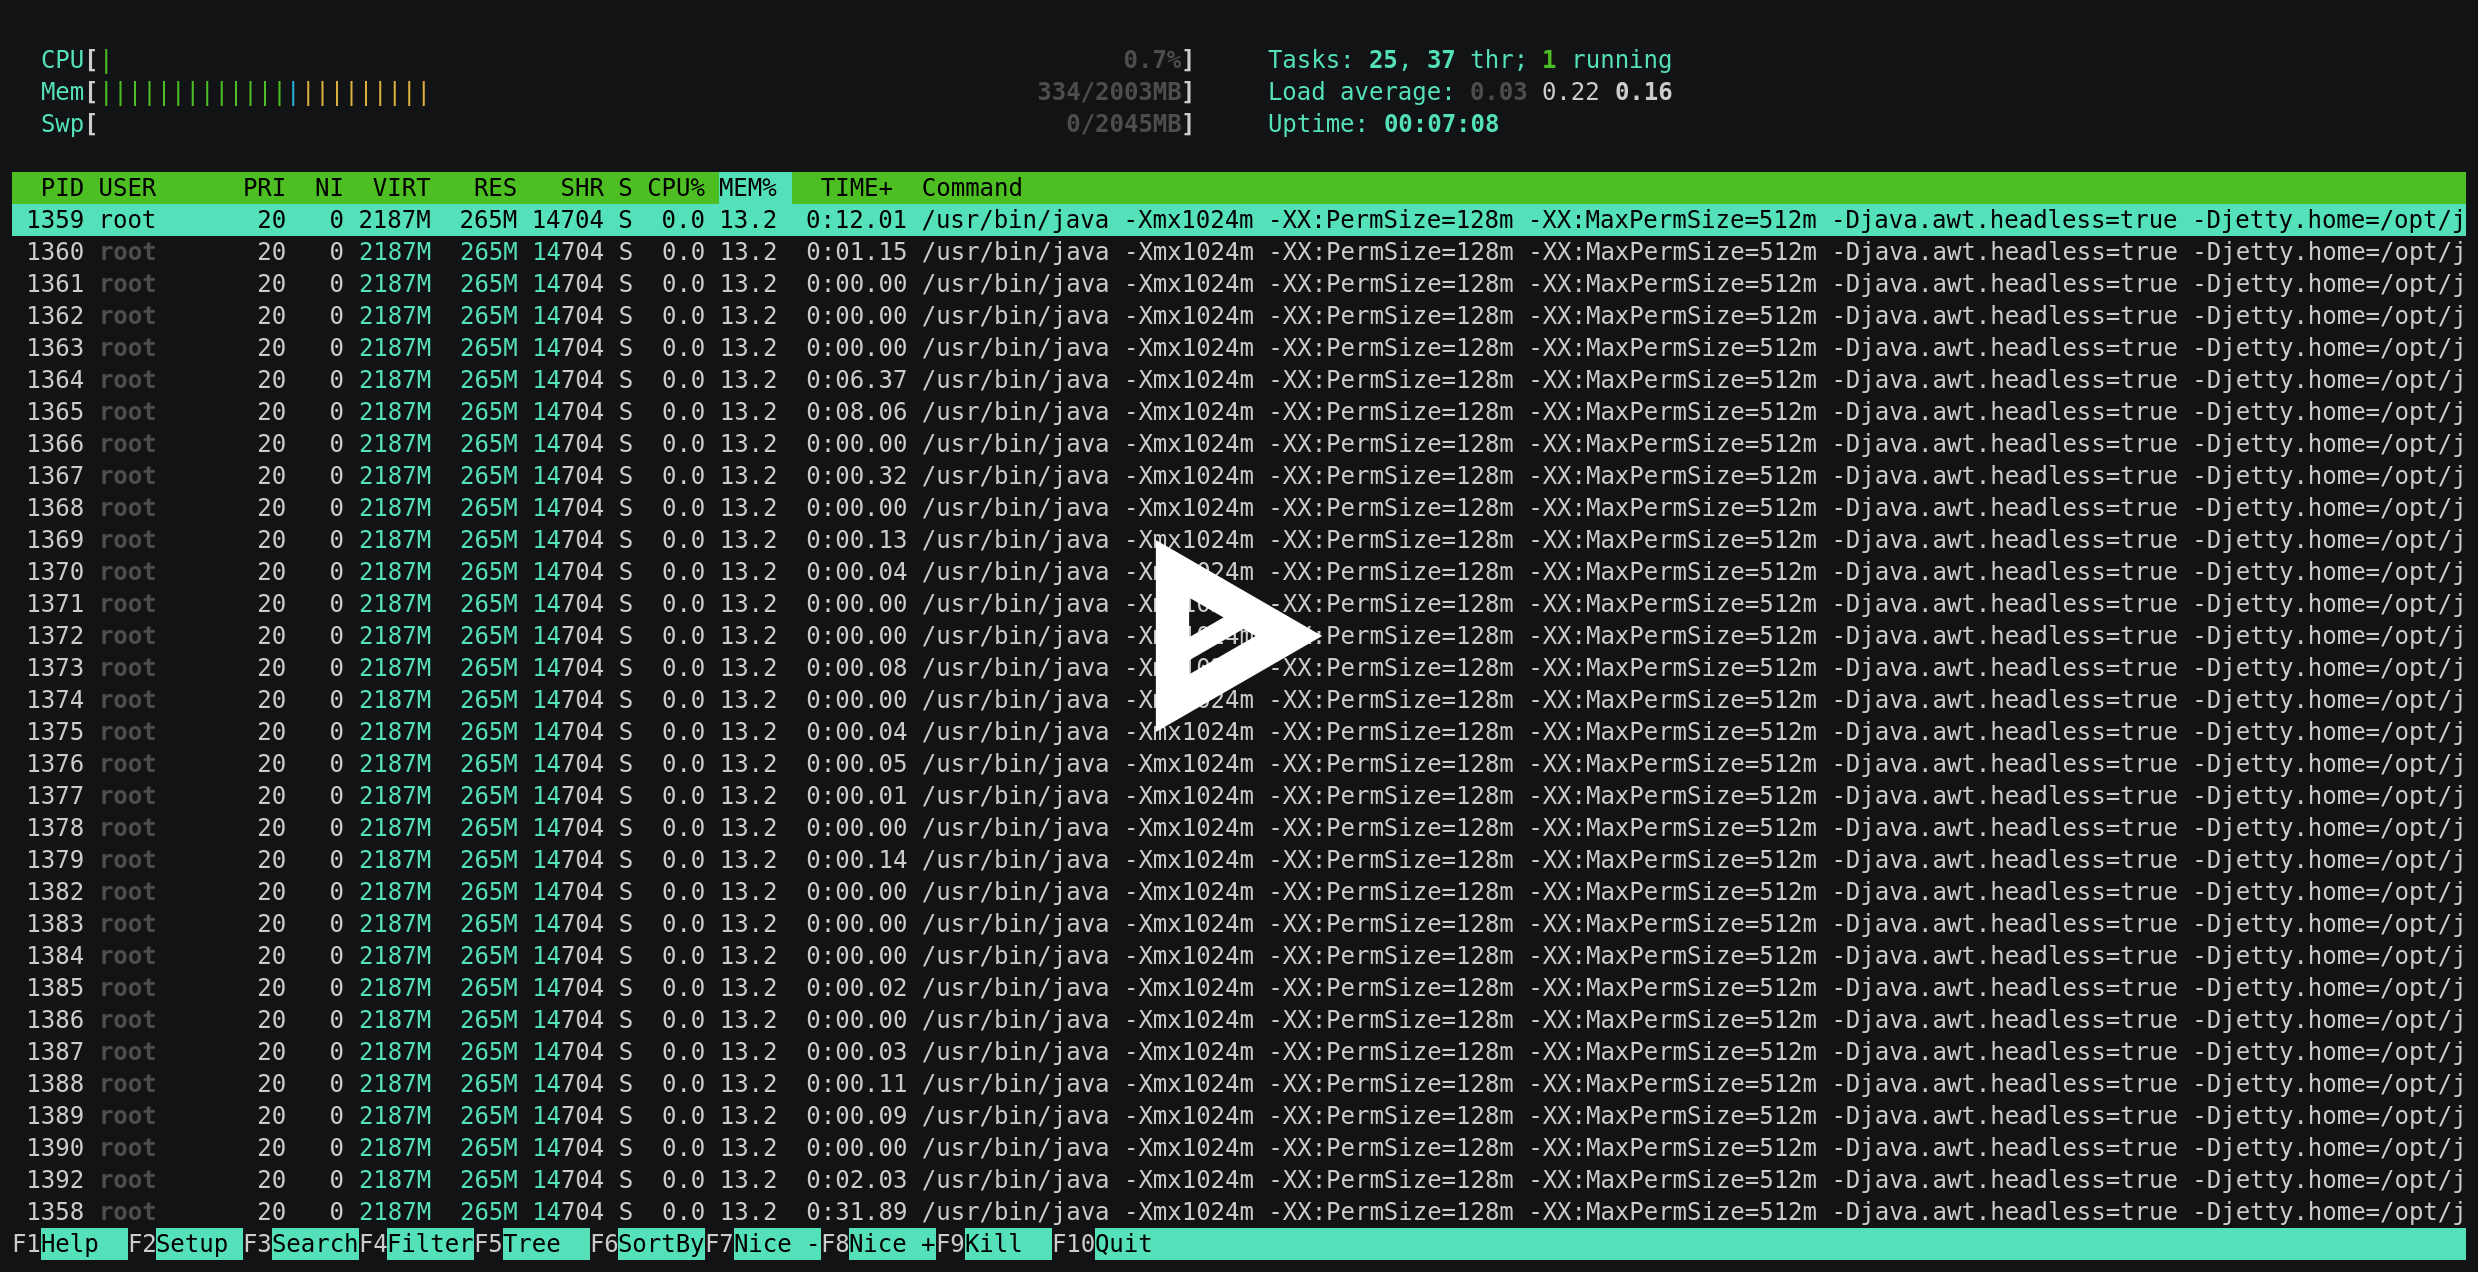 CPU[| 0.7%] Tasks: 25, 37 thr; 1 running
Mem[||||||||||||||||||||||| 334/2003MB] Load average: 0.03 0.22 0.16
Swp[ 0/2045MB] Uptime: 00:07:08
PID USER PRI NI VIRT RES SHR S CPU% MEM% TIME+ Command
1359 root 20 0 2187M 265M 14704 S 0.0 13.2 0:12.01 /usr/bin/java -Xmx1024m -XX:PermSize=128m -XX:MaxPermSize=512m -Djava.awt.headless=true -Djetty.home=/opt/j
1360 root 20 0 2187M 265M 14704 S 0.0 13.2 0:01.15 /usr/bin/java -Xmx1024m -XX:PermSize=128m -XX:MaxPermSize=512m -Djava.awt.headless=true -Djetty.home=/opt/j
1361 root 20 0 2187M 265M 14704 S 0.0 13.2 0:00.00 /usr/bin/java -Xmx1024m -XX:PermSize=128m -XX:MaxPermSize=512m -Djava.awt.headless=true -Djetty.home=/opt/j
1362 root 20 0 2187M 265M 14704 S 0.0 13.2 0:00.00 /usr/bin/java -Xmx1024m -XX:PermSize=128m -XX:MaxPermSize=512m -Djava.awt.headless=true -Djetty.home=/opt/j
1363 root 20 0 2187M 265M 14704 S 0.0 13.2 0:00.00 /usr/bin/java -Xmx1024m -XX:PermSize=128m -XX:MaxPermSize=512m -Djava.awt.headless=true -Djetty.home=/opt/j
1364 root 20 0 2187M 265M 14704 S 0.0 13.2 0:06.37 /usr/bin/java -Xmx1024m -XX:PermSize=128m -XX:MaxPermSize=512m -Djava.awt.headless=true -Djetty.home=/opt/j
1365 root 20 0 2187M 265M 14704 S 0.0 13.2 0:08.06 /usr/bin/java -Xmx1024m -XX:PermSize=128m -XX:MaxPermSize=512m -Djava.awt.headless=true -Djetty.home=/opt/j
1366 root 20 0 2187M 265M 14704 S 0.0 13.2 0:00.00 /usr/bin/java -Xmx1024m -XX:PermSize=128m -XX:MaxPermSize=512m -Djava.awt.headless=true -Djetty.home=/opt/j
1367 root 20 0 2187M 265M 14704 S 0.0 13.2 0:00.32 /usr/bin/java -Xmx1024m -XX:PermSize=128m -XX:MaxPermSize=512m -Djava.awt.headless=true -Djetty.home=/opt/j
1368 root 20 0 2187M 265M 14704 S 0.0 13.2 0:00.00 /usr/bin/java -Xmx1024m -XX:PermSize=128m -XX:MaxPermSize=512m -Djava.awt.headless=true -Djetty.home=/opt/j
1369 root 20 0 2187M 265M 14704 S 0.0 13.2 0:00.13 /usr/bin/java -Xmx1024m -XX:PermSize=128m -XX:MaxPermSize=512m -Djava.awt.headless=true -Djetty.home=/opt/j
1370 root 20 0 2187M 265M 14704 S 0.0 13.2 0:00.04 /usr/bin/java -XX:PermSize=128m -XX:MaxPermSize=512m -Djava.awt.headless=true -Djetty.home=/opt/j
1371 root 20 0 2187M 265M 14704 S 0.0 13.2 0:00.00 /usr/bin/java -XX:PermSize=128m -XX:MaxPermSize=512m -Djava.awt.headless=true -Djetty.home=/opt/j
1372 root 20 0 2187M 265M 14704 S 0.0 13.2 0:00.00 /usr/bin/java -XX:MaxPermSize=512m -Djava.awt.headless=true -Djetty.home=/opt/j
1373 root 20 0 2187M 265M 14704 S 0.0 13.2 0:00.08 /usr/bin/java -XX:PermSize=128m -XX:MaxPermSize=512m -Djava.awt.headless=true -Djetty.home=/opt/j
1374 root 20 0 2187M 265M 14704 S 0.0 13.2 0:00.00 /usr/bin/java -XX:PermSize=128m -XX:MaxPermSize=512m -Djava.awt.headless=true -Djetty.home=/opt/j
1375 root 20 0 2187M 265M 14704 S 0.0 13.2 0:00.04 /usr/bin/java -Xmx1024m -XX:PermSize=128m -XX:MaxPermSize=512m -Djava.awt.headless=true -Djetty.home=/opt/j
1376 root 20 0 2187M 265M 14704 S 0.0 13.2 0:00.05 /usr/bin/java -Xmx1024m -XX:PermSize=128m -XX:MaxPermSize=512m -Djava.awt.headless=true -Djetty.home=/opt/j
1377 root 20 0 2187M 265M 14704 S 0.0 13.2 0:00.01 /usr/bin/java -Xmx1024m -XX:PermSize=128m -XX:MaxPermSize=512m -Djava.awt.headless=true -Djetty.home=/opt/j
1378 root 20 0 2187M 265M 14704 S 0.0 13.2 0:00.00 /usr/bin/java -Xmx1024m -XX:PermSize=128m -XX:MaxPermSize=512m -Djava.awt.headless=true -Djetty.home=/opt/j
1379 root 20 0 2187M 265M 14704 S 0.0 13.2 0:00.14 /usr/bin/java -Xmx1024m -XX:PermSize=128m -XX:MaxPermSize=512m -Djava.awt.headless=true -Djetty.home=/opt/j
1382 root 20 0 2187M 265M 14704 S 0.0 13.2 0:00.00 /usr/bin/java -Xmx1024m -XX:PermSize=128m -XX:MaxPermSize=512m -Djava.awt.headless=true -Djetty.home=/opt/j
1383 root 20 0 2187M 265M 14704 S 0.0 13.2 0:00.00 /usr/bin/java -Xmx1024m -XX:PermSize=128m -XX:MaxPermSize=512m -Djava.awt.headless=true -Djetty.home=/opt/j
1384 root 20 0 2187M 265M 14704 S 0.0 13.2 0:00.00 /usr/bin/java -Xmx1024m -XX:PermSize=128m -XX:MaxPermSize=512m -Djava.awt.headless=true -Djetty.home=/opt/j
1385 root 20 0 2187M 265M 14704 S 0.0 13.2 0:00.02 /usr/bin/java -Xmx1024m -XX:PermSize=128m -XX:MaxPermSize=512m -Djava.awt.headless=true -Djetty.home=/opt/j
1386 root 20 0 2187M 265M 14704 S 0.0 13.2 0:00.00 /usr/bin/java -Xmx1024m -XX:PermSize=128m -XX:MaxPermSize=512m -Djava.awt.headless=true -Djetty.home=/opt/j
1387 root 20 0 2187M 265M 14704 S 0.0 13.2 0:00.03 /usr/bin/java -Xmx1024m -XX:PermSize=128m -XX:MaxPermSize=512m -Djava.awt.headless=true -Djetty.home=/opt/j
1388 root 20 0 2187M 265M 14704 S 0.0 13.2 0:00.11 /usr/bin/java -Xmx1024m -XX:PermSize=128m -XX:MaxPermSize=512m -Djava.awt.headless=true -Djetty.home=/opt/j
1389 root 20 0 2187M 265M 14704 S 0.0 13.2 0:00.09 /usr/bin/java -Xmx1024m -XX:PermSize=128m -XX:MaxPermSize=512m -Djava.awt.headless=true -Djetty.home=/opt/j
1390 root 20 0 2187M 265M 14704 S 0.0 13.2 0:00.00 /usr/bin/java -Xmx1024m -XX:PermSize=128m -XX:MaxPermSize=512m -Djava.awt.headless=true -Djetty.home=/opt/j
1392 root 20 0 2187M 265M 14704 S 0.0 13.2 0:02.03 /usr/bin/java -Xmx1024m -XX:PermSize=128m -XX:MaxPermSize=512m -Djava.awt.headless=true -Djetty.home=/opt/j
1358 root 20 0 2187M 265M 14704 S 0.0 13.2 0:31.89 /usr/bin/java -Xmx1024m -XX:PermSize=128m -XX:MaxPermSize=512m -Djava.awt.headless=true -Djetty.home=/opt/j
F1Help F2Setup F3SearchF4FilterF5Tree F6SortByF7Nice -F8Nice +F9Kill F10Quit